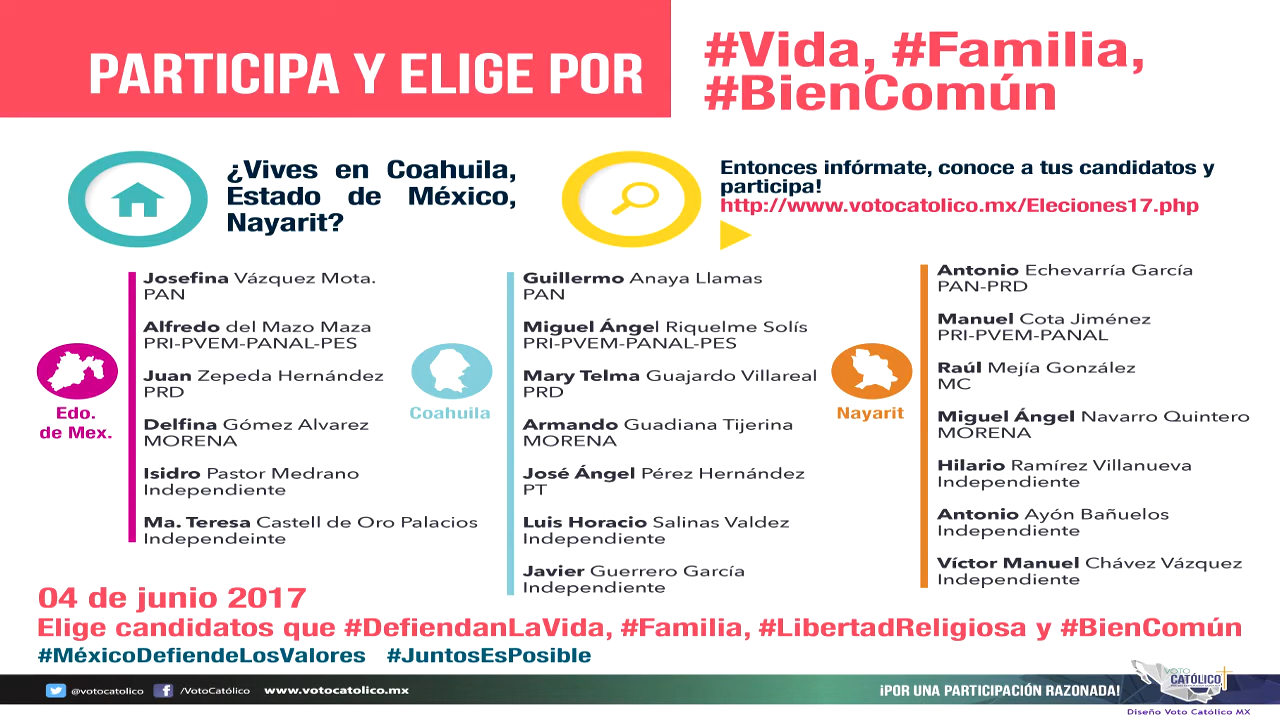 PARTICIPA Y ELIGE POR
#Vida, #Familia,
#BienComún
¿Vives en Coahuila,
Estado de México,
Nayarit?
Entonces infórmate, conoce a tus candidatos y
participa!
http://www.votocatolico.mx/Eleciones17.php
Edo.
de Mex.
Josefina Vázquez Mota.
PAN
Alfredo del Mazo Maza
PRI-PVEM-PANAL-PES
Juan Zepeda Hernández
PRD
Delfina Gómez Alvarez
MORENA
Isidro Pastor Medrano
Independiente
Ma. Teresa Castell de Oro Palacios
Independeinte
Coahuila
Guillermo Anaya Llamas
PAN
Miguel Ángel Riquelme Solís
PRI-PVEM-PANAL-PES
Mary Telma Guajardo Villareal
PRD
Armando Guadiana Tijerina
MORENA
José Ángel Pérez Hernández
PT
Luis Horacio Salinas Valdez
Independiente
Javier Guerrero García
Independiente
Nayarit
Antonio Echevarría García
PAN-PRD
Manuel Cota Jiménez
PRI-PVEM-PANAL
Raúl Mejía González
MC
Miguel Ángel Navarro Quintero
MORENA
Hilario Ramírez Villanueva
Independiente
Antonio Ayón Bañuelos
Independiente
Víctor Manuel Chávez Vázquez
Independiente
04 de junio 2017
Elige candidatos que #DefiendanLaVida, #Familia, #LibertadReligiosa y #BienComún
#MéxicoDefiendeLosValores #JuntosEsPosible
@votocatolico /VotoCatólico www.votocatolico.mx
¡POR UNA PARTICIPACIÓN RAZONADA!
VOTO
CATÓLICO
Diseño Voto Católico MX